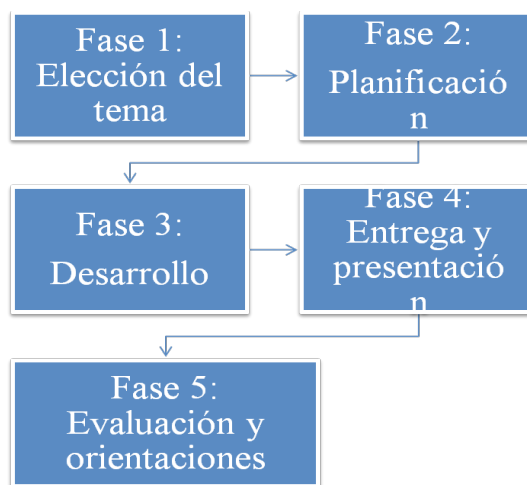 Fase 1:
Elección del
tema
Fase 2:
Planificació
n
Fase 3:
Desarrollo
Fase 4:
Entrega y
presentació
n
Fase 5:
Evaluación y
orientaciones